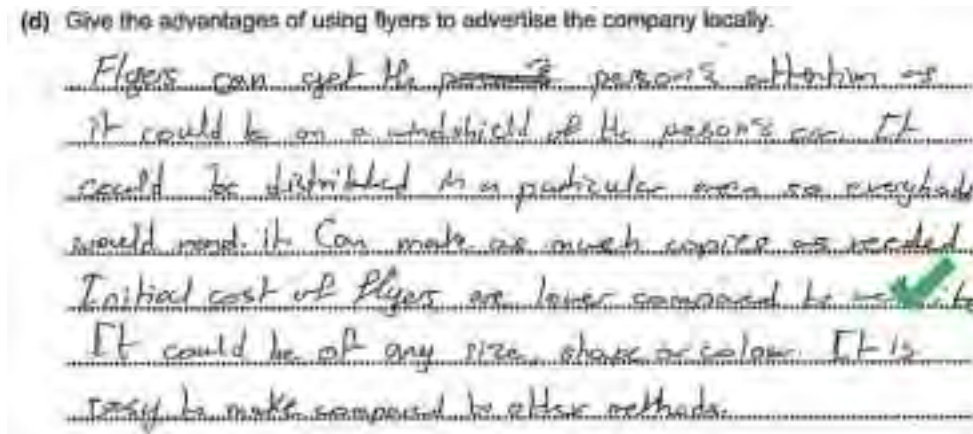 (d) Give the advantages of using flyers to advertise the company locally.
Flyers can get the person's attention as
it could be on a windshield of the person's car. It
could be distributed in a particular area so everybody
would read. it Can make as much copies as needed.
Initial cost of flyers are lower compared to
It could be of any size, shape or colour. It is
easy to make compared to other methods.